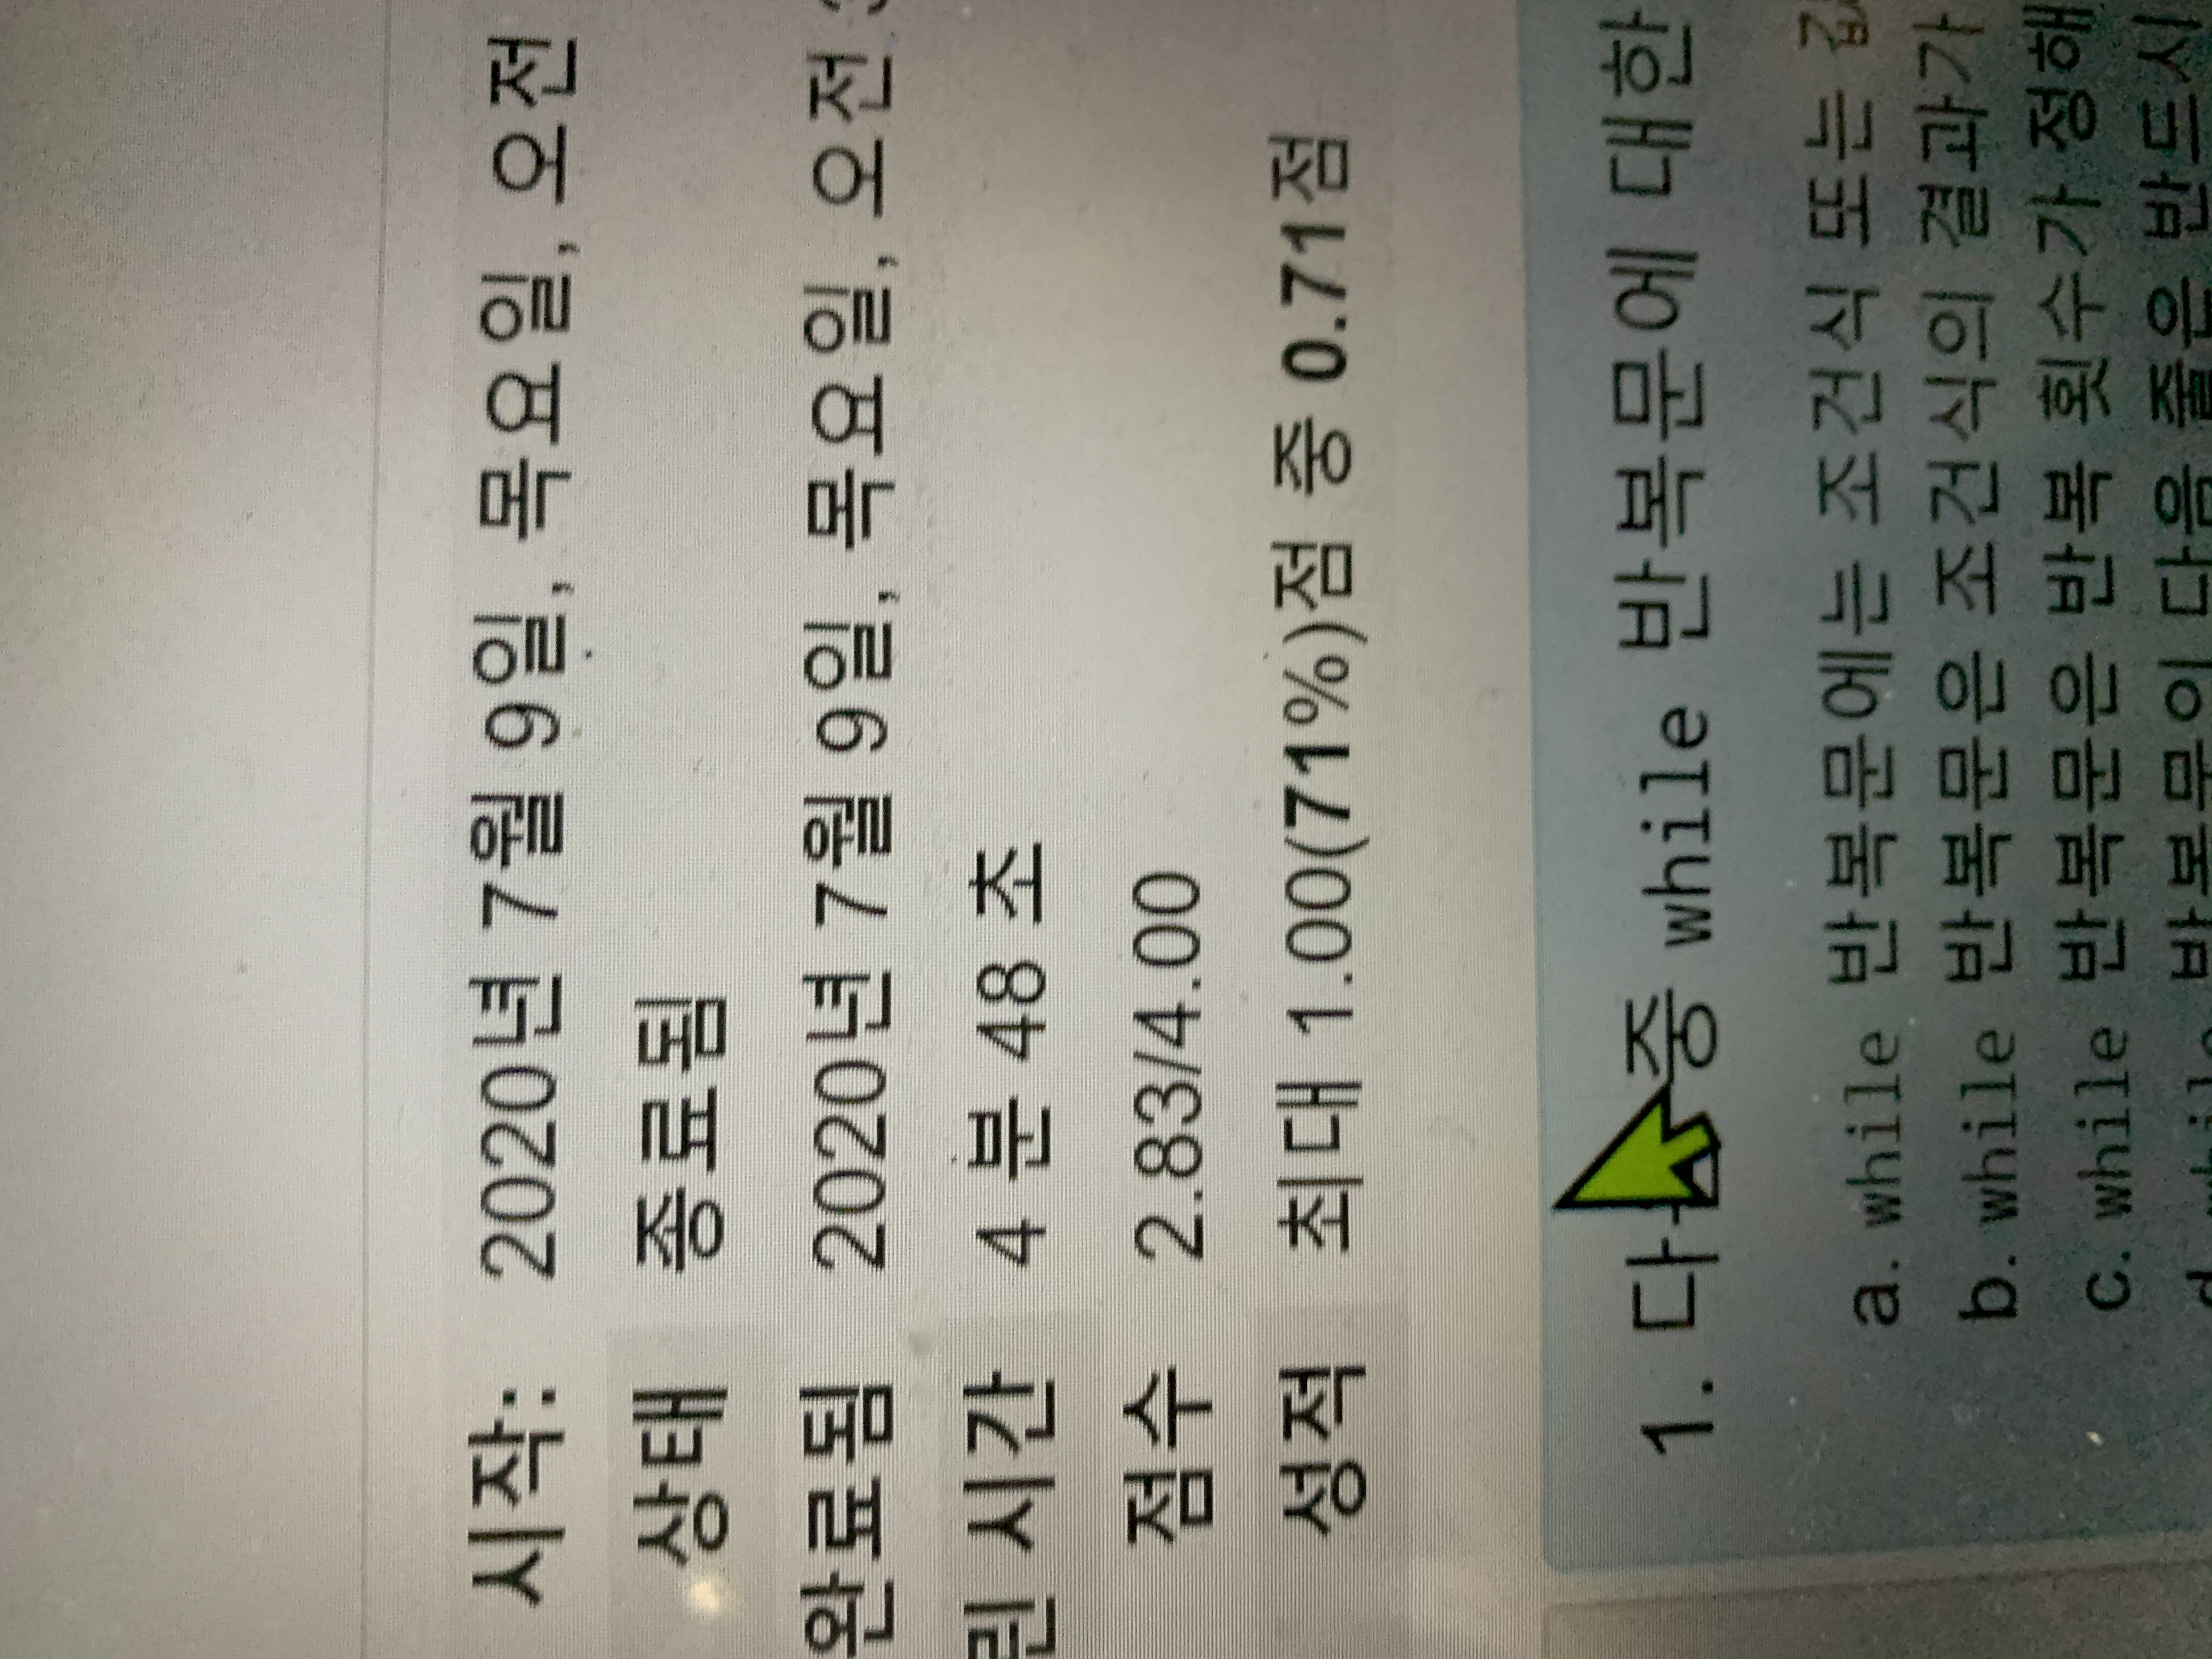 시작: 2020년 7월 9일, 목요일, 오전
상태 종료됨
완료됨 2020년 7월 9일, 목요일, 오전
린 시간 4 분 48 초
점수 2.83/4.00
성적 최대 1.00(71%)점 중 0.71점
1. 다음 중 while 반복문에 대한
a. while 반복문에는 조건식 또는 값
b. while 반복문은 조건식의 결과가
c. while 반복문은 반복 횟수가 정해
d. while 반복문의 다음 줄은 반드시